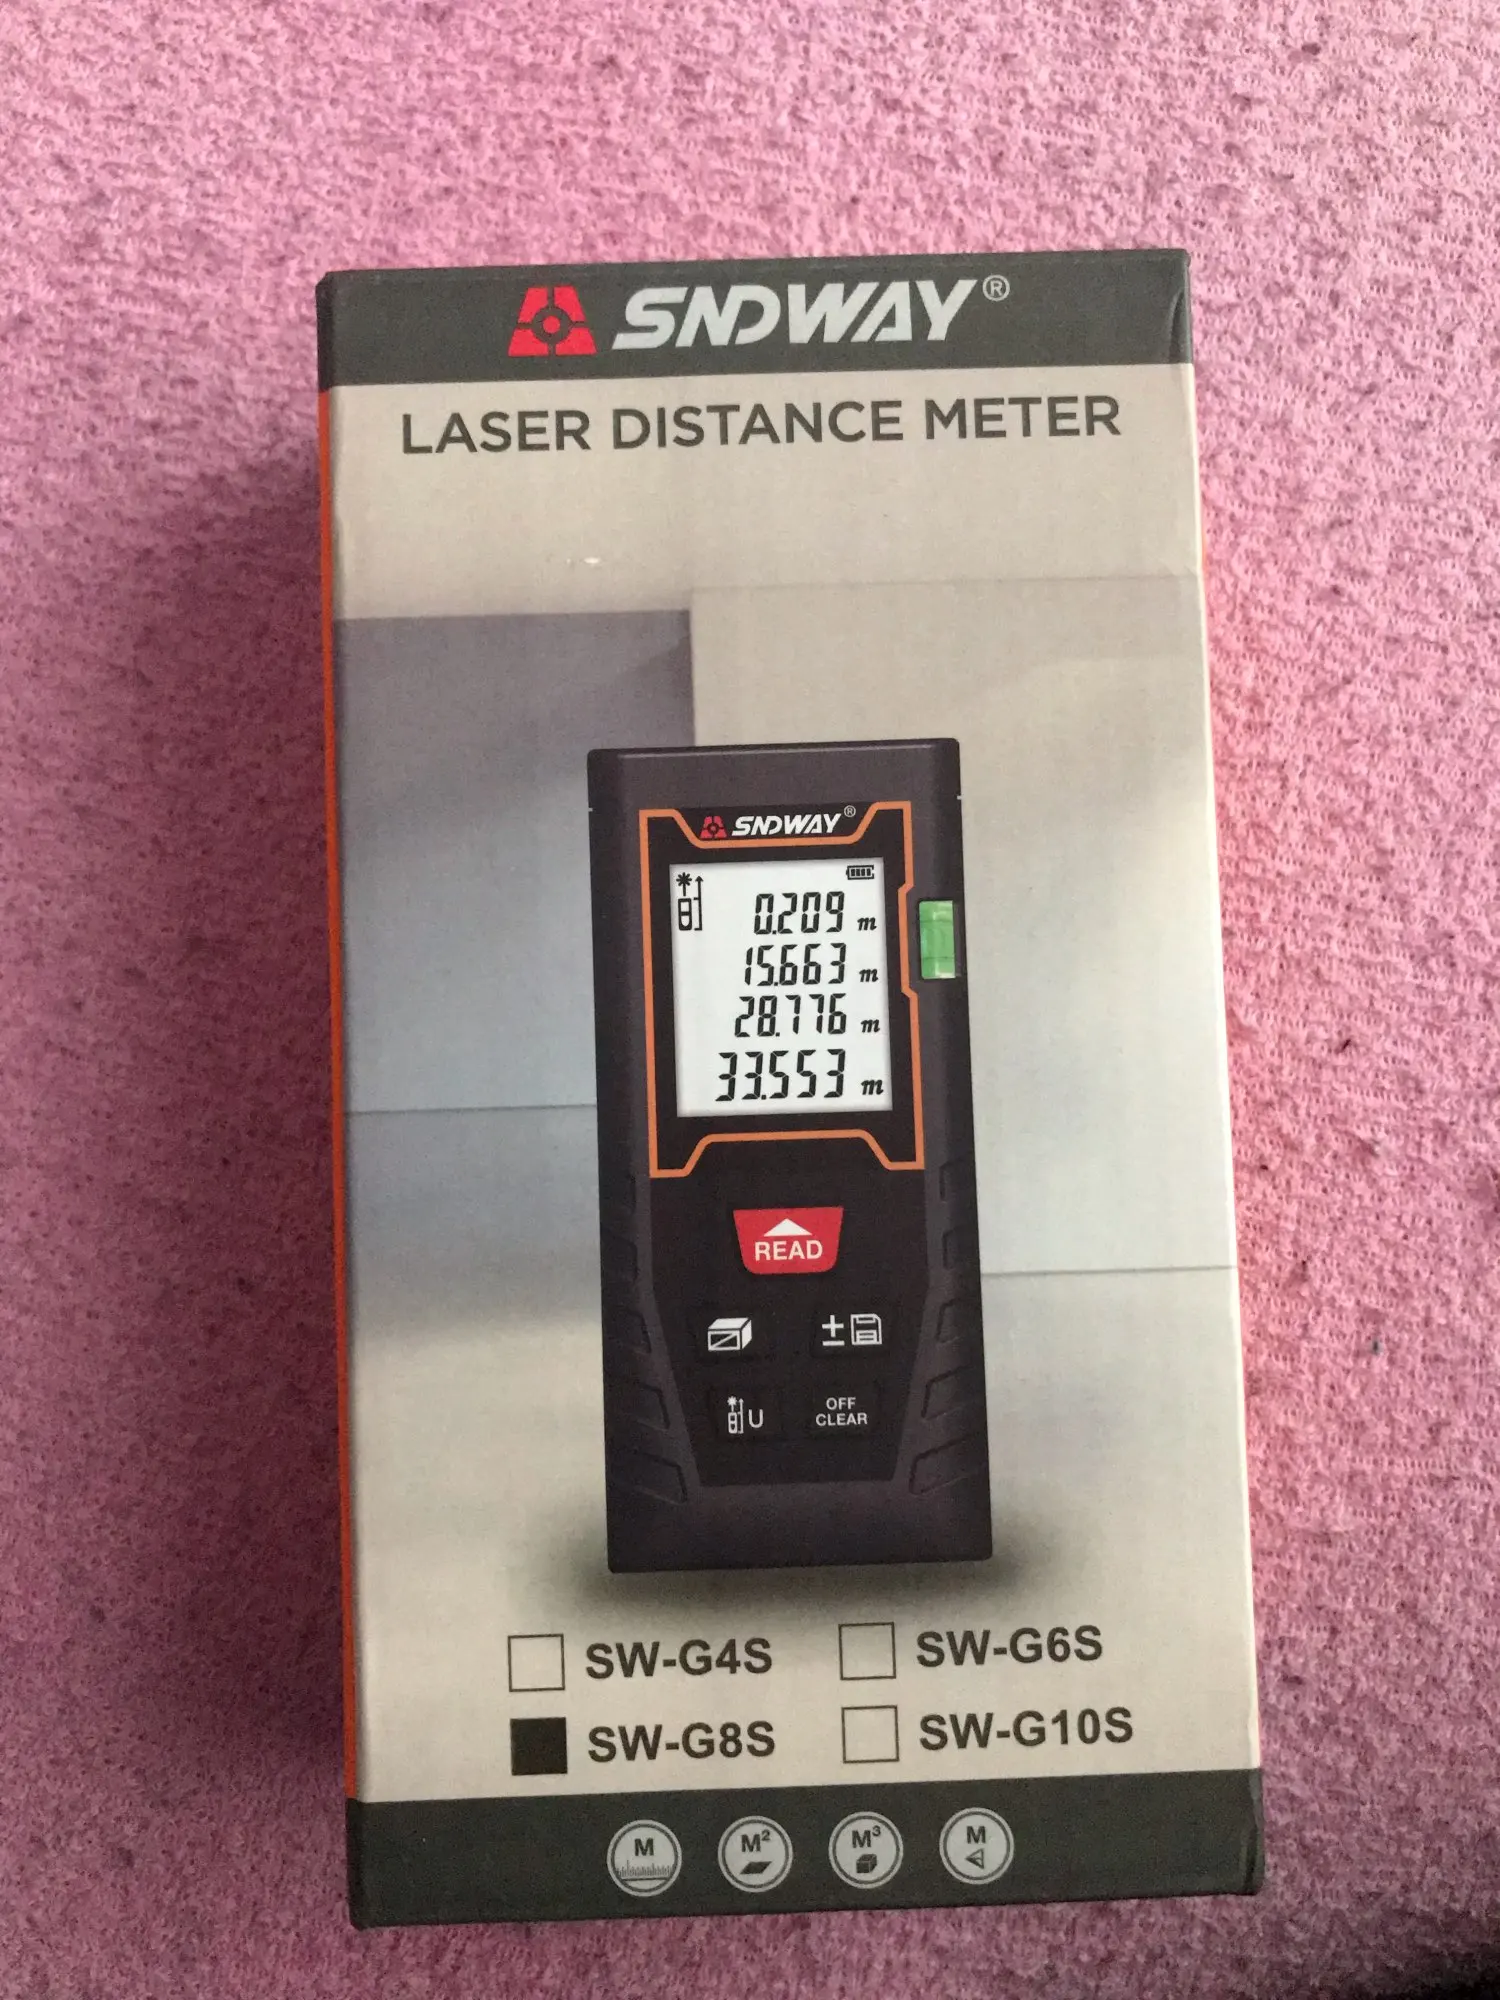 SNDWAY®
LASER DISTANCE METER
SNDWAY®
0.209 m
15.663 m
28.776 m
33.553 m
READ
±
U
OFF
CLEAR
SW-G4S
SW-G6S
SW-G8S
SW-G10S
M
M²
M³
M